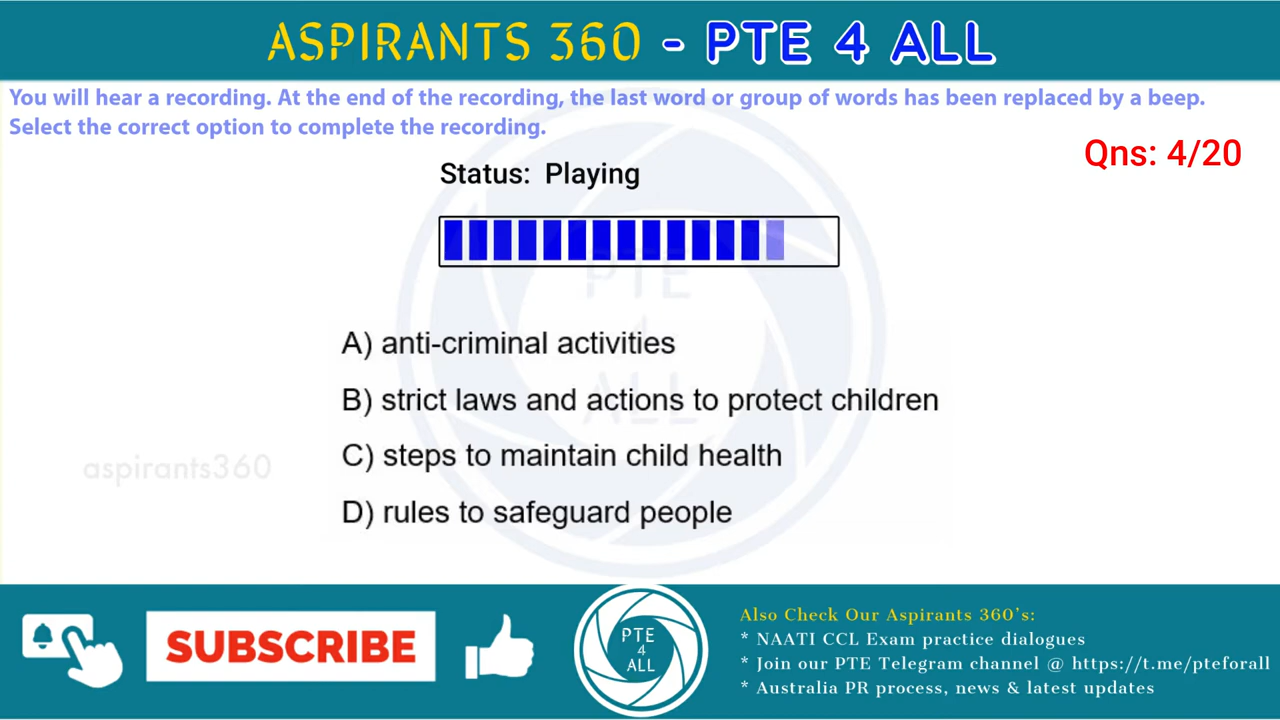 ASPIRANTS 360 - PTE 4 ALL
You will hear a recording. At the end of the recording, the last word or group of words has been replaced by a beep.
Select the correct option to complete the recording.
Qns: 4/20
Status: Playing
PTE
4
ALL
A) anti-criminal activities
B) strict laws and actions to protect children
C) steps to maintain child health
D) rules to safeguard people
aspirants360
SUBSCRIBE
PTE
4
ALL
Also Check Our Aspirants 360's:
* NAATI CCL Exam practice dialogues
* Join our PTE Telegram channel @ https://t.me/pteforall
* Australia PR process, news & latest updates